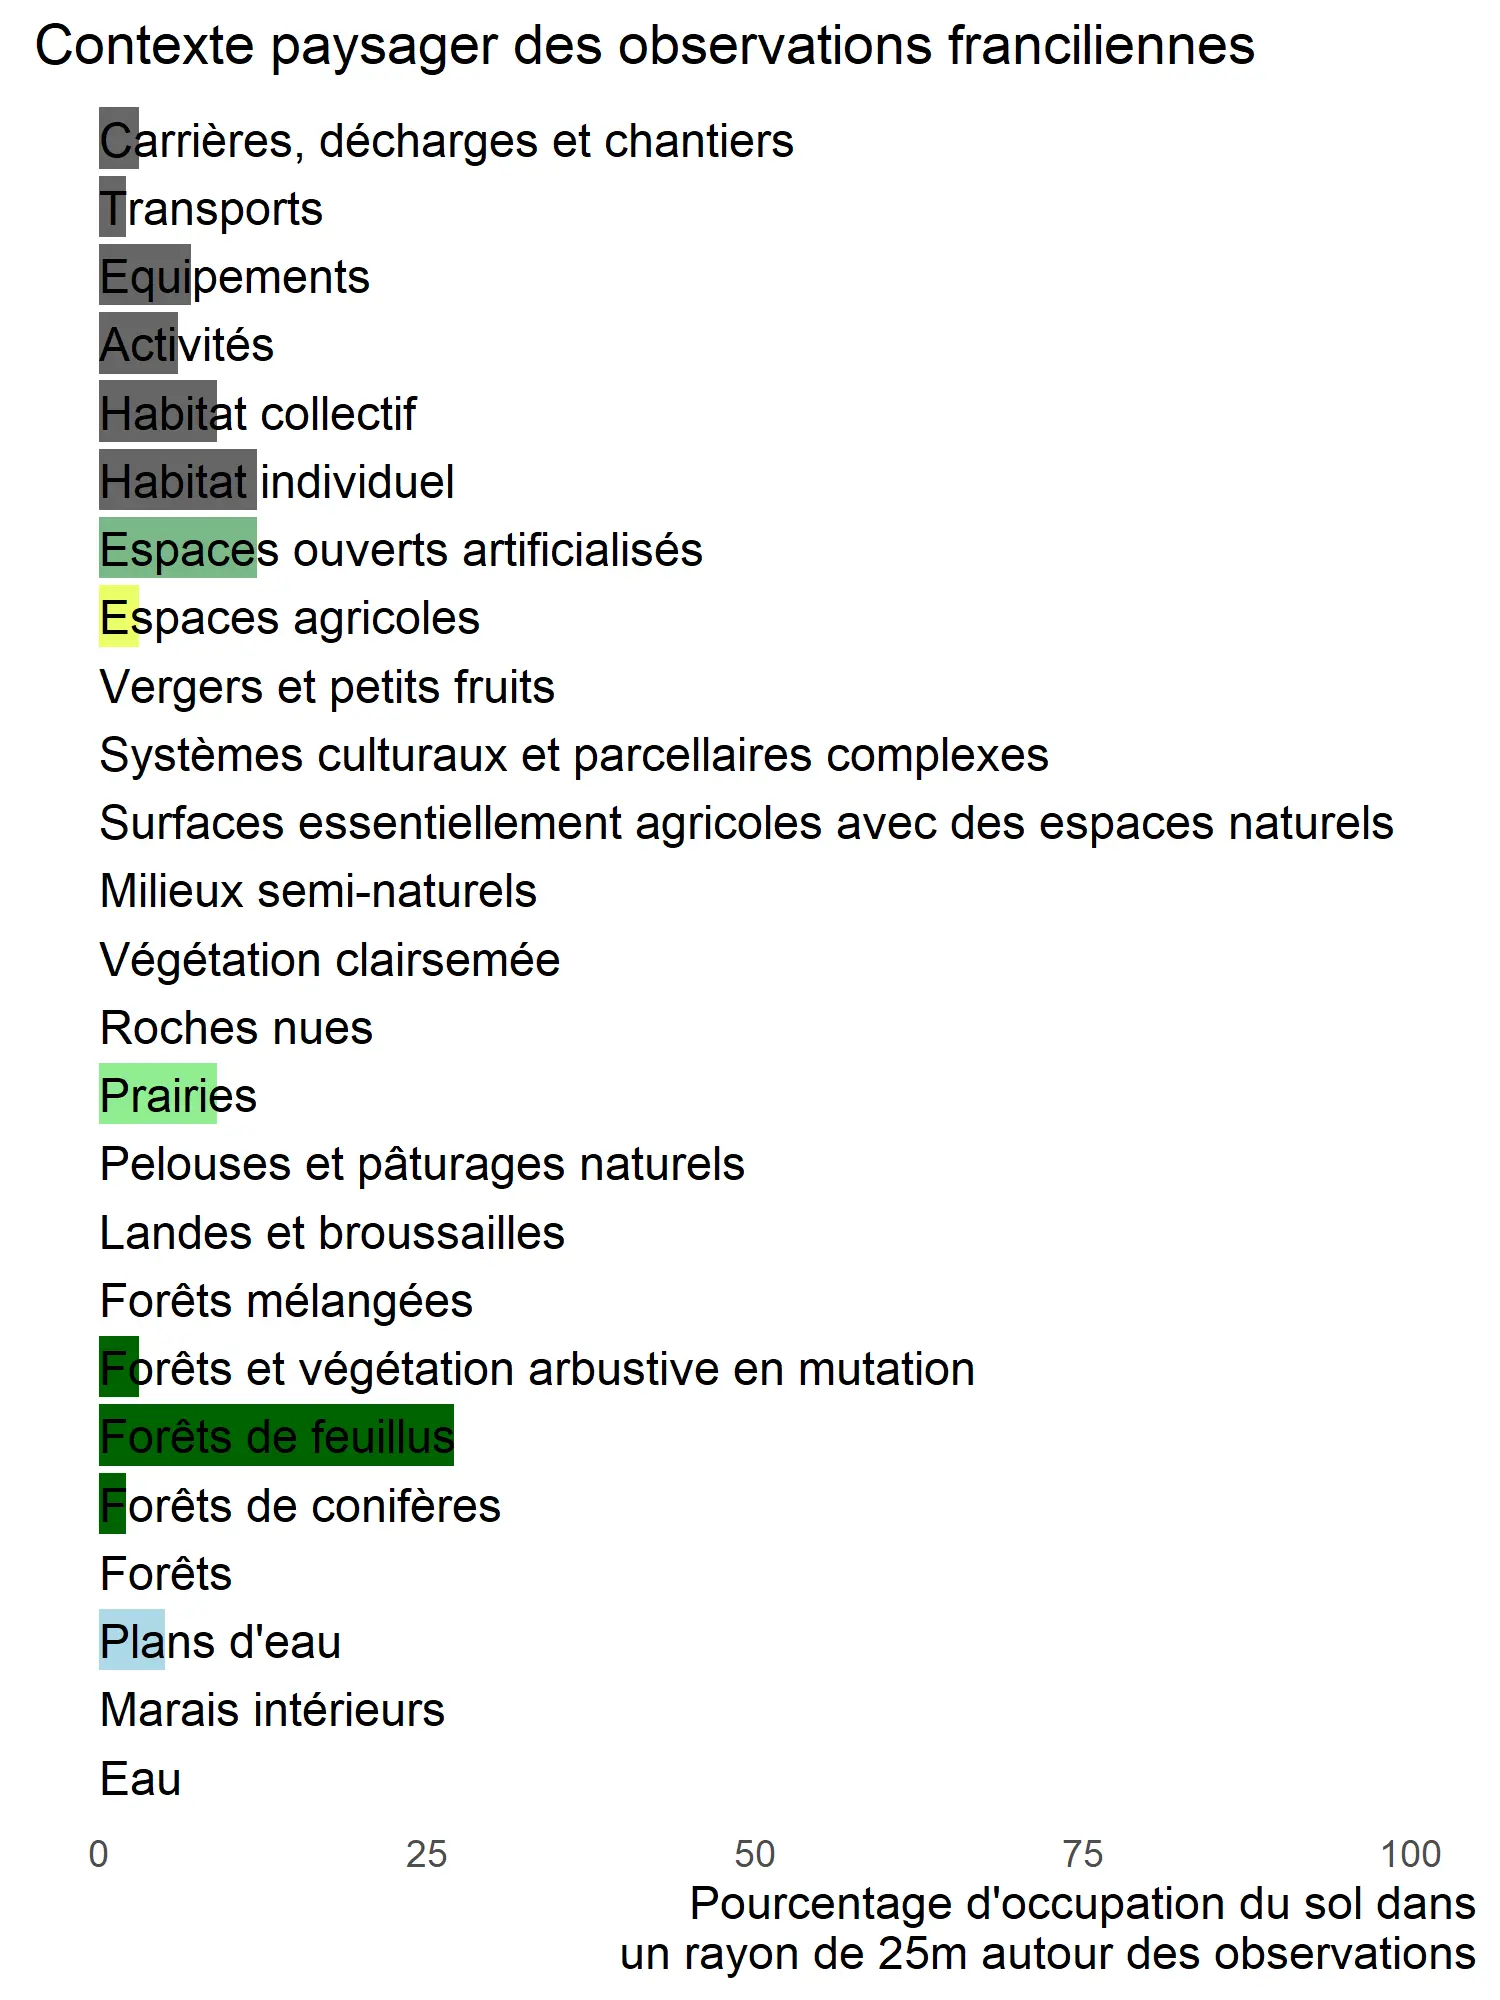 Contexte paysager des observations franciliennes
Carrières, décharges et chantiers
Transports
Equipements
Activités
Habitat collectif
Habitat individuel
Espaces ouverts artificialisés
Espaces agricoles
Vergers et petits fruits
Systèmes culturaux et parcellaires complexes
Surfaces essentiellement agricoles avec des espaces naturels
Milieux semi-naturels
Végétation clairsemée
Roches nues
Prairies
Pelouses et pâturages naturels
Landes et broussailles
Forêts mélangées
Forêts et végétation arbustive en mutation
Forêts de feuillus
Forêts de conifères
Forêts
Plans d'eau
Marais intérieurs
Eau
0 25 50 75 100
Pourcentage d'occupation du sol dans
un rayon de 25m autour des observations